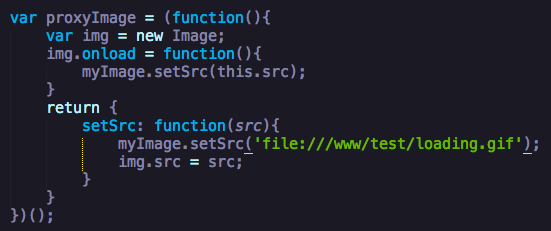 var proxyImage = (function(){
    var img = new Image;
    img.onload = function(){
        myImage.setSrc(this.src);
    }
    return {
        setSrc: function(src){
            myImage.setSrc('file:///www/test/loading.gif');
            img.src = src;
        }
    }
})();